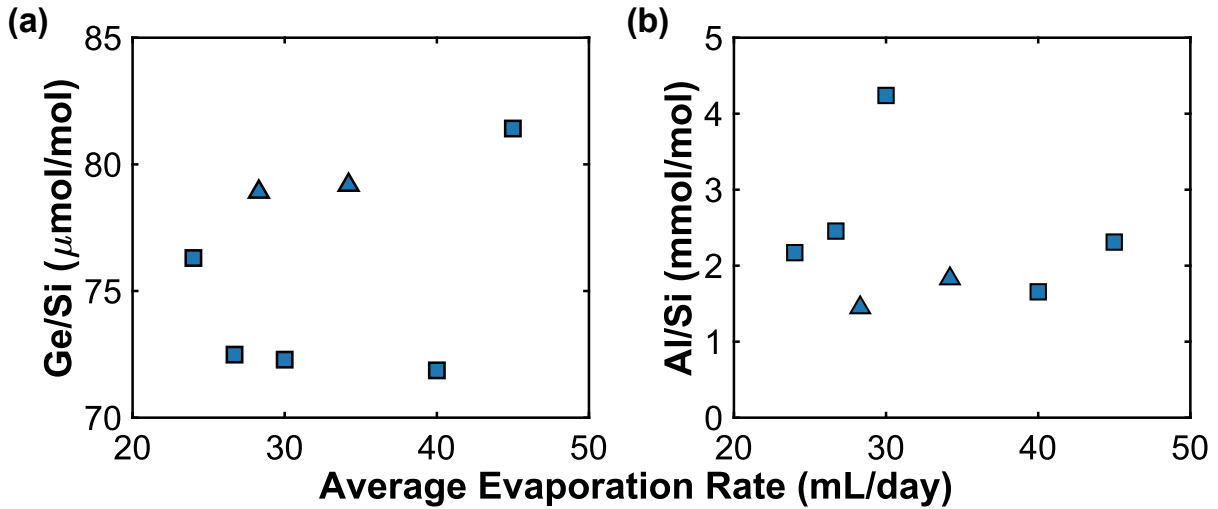 (a)
85
80
75
70
Ge/Si (μmol/mol)
20 30 40 50
(b)
5
4
3
2
1
0
Al/Si (mmol/mol)
20 30 40 50
Average Evaporation Rate (mL/day)